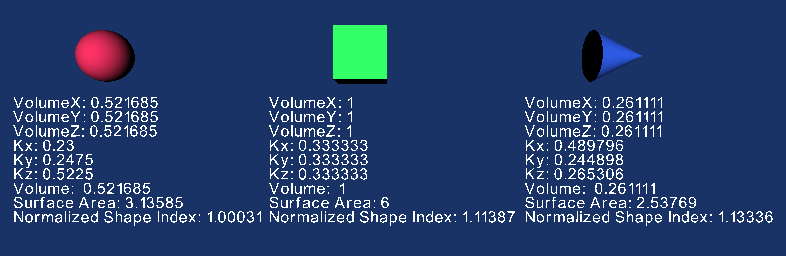 VolumeX: 0.521685
VolumeY: 0.521685
VolumeZ: 0.521685
Kx: 0.23
Ky: 0.2475
Kz: 0.5225
Volume: 0.521685
Surface Area: 3.13585
Normalized Shape Index: 1.00031
VolumeX: 1
VolumeY: 1
VolumeZ: 1
Kx: 0.333333
Ky: 0.333333
Kz: 0.333333
Volume: 1
Surface Area: 6
Normalized Shape Index: 1.11387
VolumeX: 0.261111
VolumeY: 0.261111
VolumeZ: 0.261111
Kx: 0.489796
Ky: 0.244898
Kz: 0.265306
Volume: 0.261111
Surface Area: 2.53769
Normalized Shape Index: 1.13336